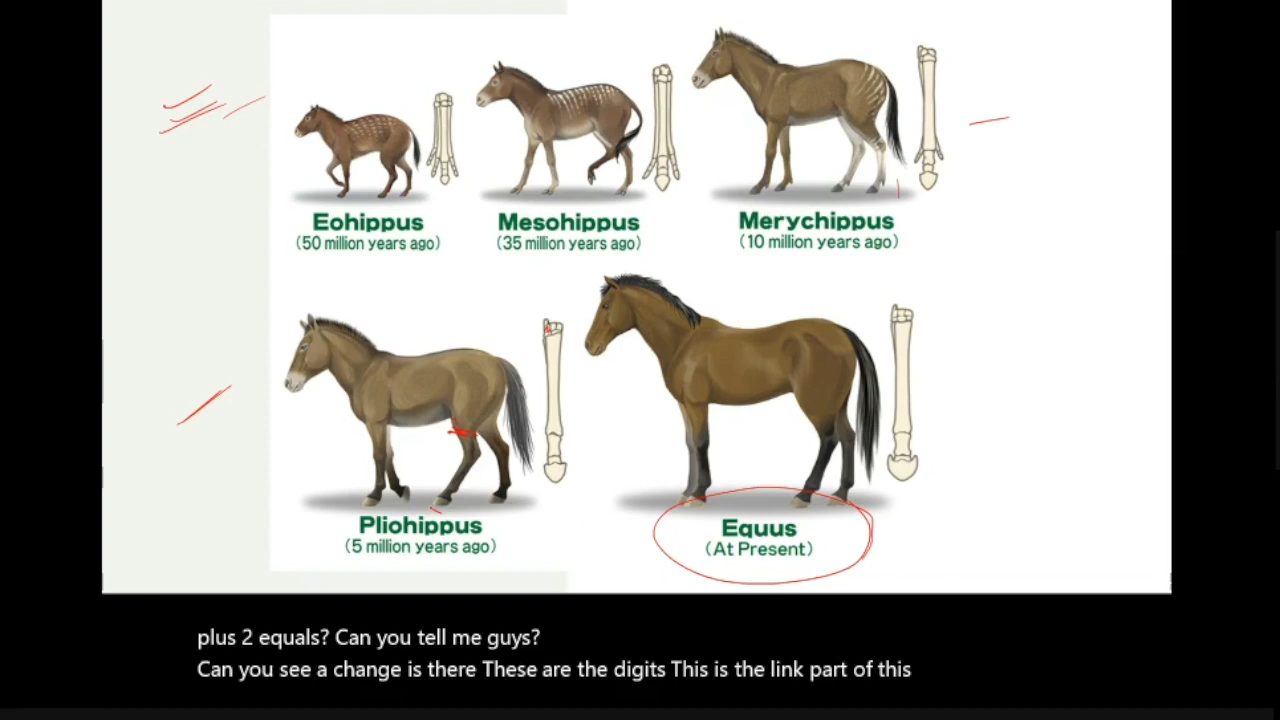 Eohippus
(50 million years ago)
Mesohippus
(35 million years ago)
Merychippus
(10 million years ago)
Pliohippus
(5 million years ago)
Equus
(At Present)
plus 2 equals? Can you tell me guys?
Can you see a change is there These are the digits This is the link part of this